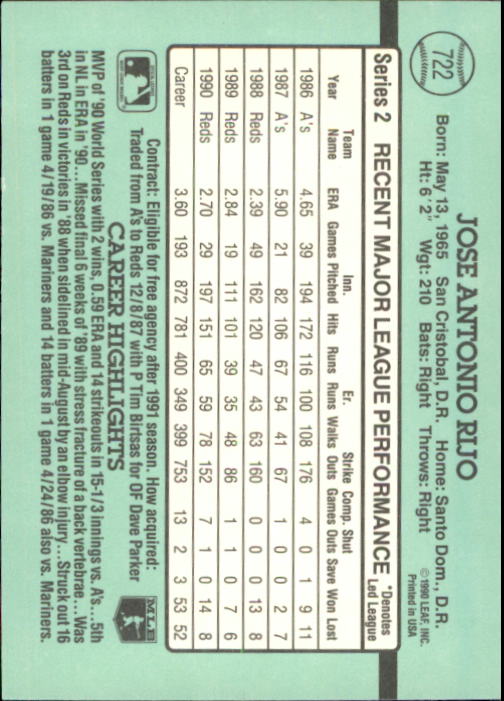 722
JOSE ANTONIO RIJO
© 1990 LEAF, INC.
Printed in USA
Born: May 13, 1965 San Cristobal, D.R. Home: Santo Dom., D.R.
Ht: 6'2" Wgt: 210 Bats: Right Throws: Right
Series 2 RECENT MAJOR LEAGUE PERFORMANCE *Denotes Led League
Team Inn. Er. Strike Comp. Shut
Year Name ERA Games Pitched Hits Runs Runs Walks Outs Games Outs Save Won Lost
1986 A's 4.65 39 194 172 116 100 108 176 4 0 1 9 11
1987 A's 5.90 21 82 106 67 54 41 67 1 0 0 2 7
1988 Reds 2.39 49 162 120 47 43 63 160 0 0 0 13 8
1989 Reds 2.84 19 111 101 39 35 48 86 1 1 0 7 6
1990 Reds 2.70 29 197 151 65 59 78 152 7 1 0 14 8
Career 3.60 193 872 781 400 349 399 753 13 2 3 53 52
Contract: Eligible for free agency after 1991 season. How acquired:
Traded from A's to Reds 12/8/87 with P Tim Birtsas for OF Dave Parker
MLB
CAREER HIGHLIGHTS
MVP of '90 World Series with 2 wins, 0.59 ERA and 14 strikeouts in 15-1/3 innings vs. A's...5th
in NL in ERA in '90...Missed final 6 weeks of '89 with stress fracture of a back vertebrae...Was
3rd on Reds in victories in '88 when sidelined in mid-August by an elbow injury...Struck out 16
batters in 1 game 4/19/86 vs. Mariners and 14 batters in 1 game 4/24/86 also vs. Mariners.